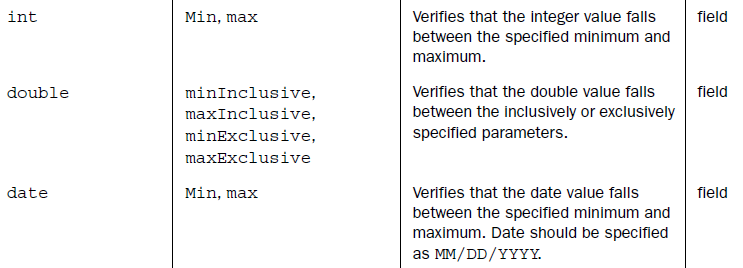 int Min, max Verifies that the integer value falls field
between the specified minimum and
maximum.
double minInclusive, Verifies that the double value falls field
maxInclusive, between the inclusively or exclusively
minExclusive, specified parameters.
maxExclusive
date Min, max Verifies that the date value falls field
between the specified minimum and
maximum. Date should be specified
as MM/DD/YYYY.